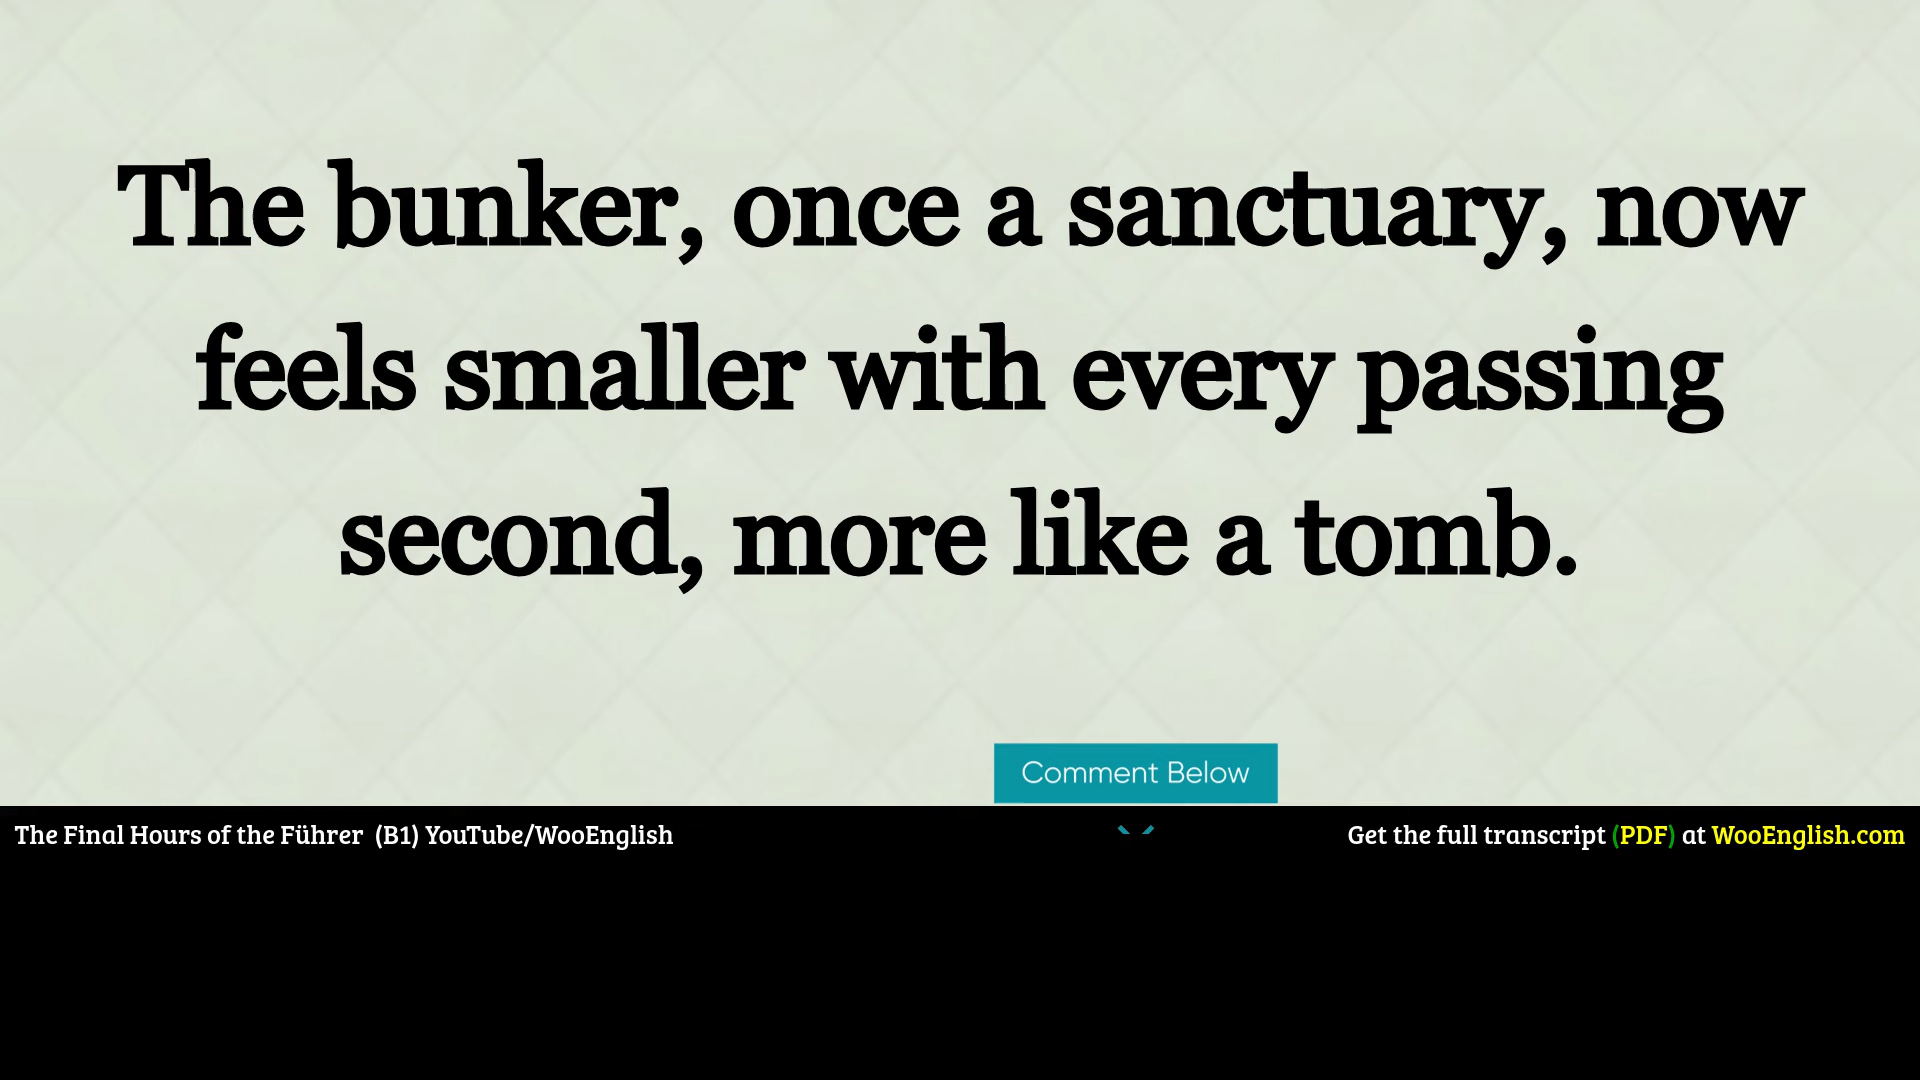 The bunker, once a sanctuary, now
feels smaller with every passing
second, more like a tomb.
Comment Below
The Final Hours of the Führer (B1) YouTube/WooEnglish
Get the full transcript (PDF) at WooEnglish.com